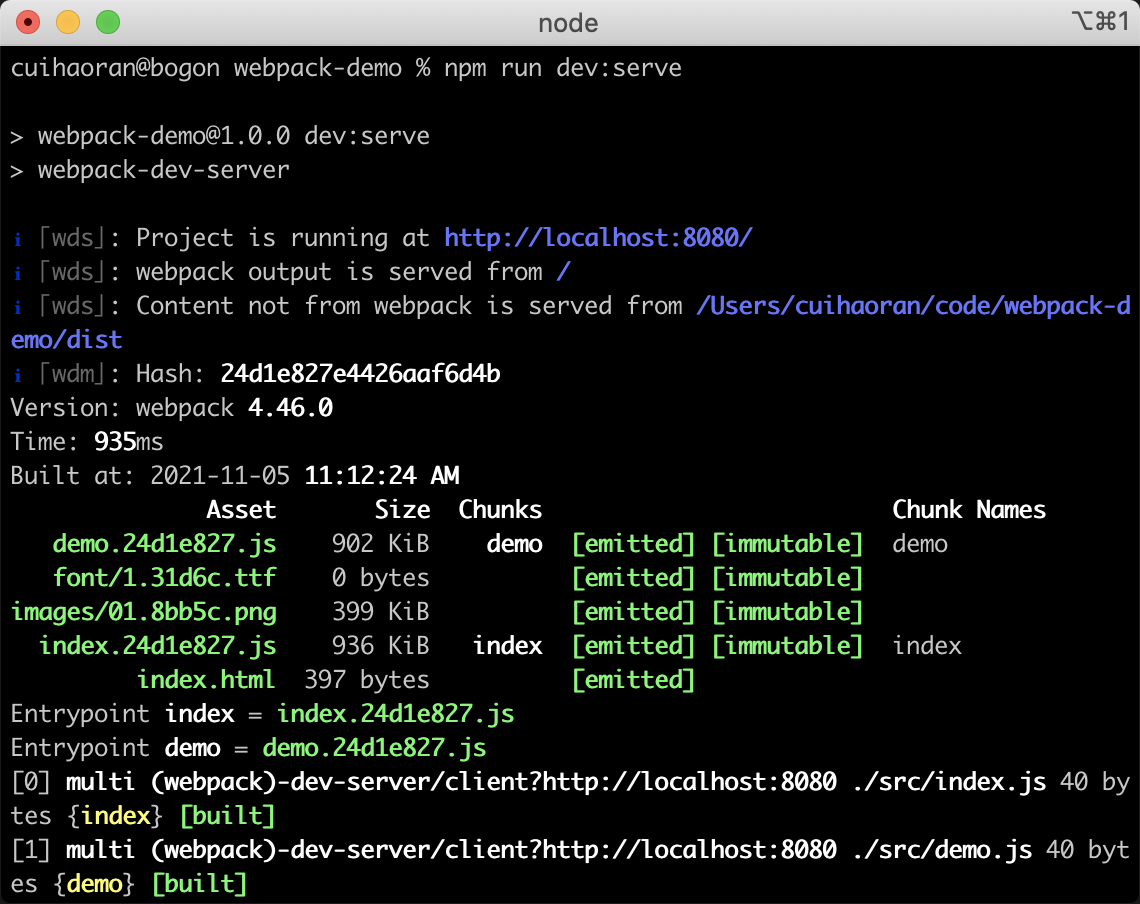 node
⌥⌘1
cuihaoran@bogon webpack-demo % npm run dev:serve
> webpack-demo@1.0.0 dev:serve
> webpack-dev-server
ℹ ｢wds｣: Project is running at http://localhost:8080/
ℹ ｢wds｣: webpack output is served from /
ℹ ｢wds｣: Content not from webpack is served from /Users/cuihaoran/code/webpack-d
emo/dist
ℹ ｢wdm｣: Hash: 24d1e827e4426aaf6d4b
Version: webpack 4.46.0
Time: 935ms
Built at: 2021-11-05 11:12:24 AM
Asset Size Chunks Chunk Names
demo.24d1e827.js 902 KiB demo [emitted] [immutable] demo
font/1.31d6c.ttf 0 bytes [emitted] [immutable]
images/01.8bb5c.png 399 KiB [emitted] [immutable]
index.24d1e827.js 936 KiB index [emitted] [immutable] index
index.html 397 bytes [emitted]
Entrypoint index = index.24d1e827.js
Entrypoint demo = demo.24d1e827.js
[0] multi (webpack)-dev-server/client?http://localhost:8080 ./src/index.js 40 by
tes {index} [built]
[1] multi (webpack)-dev-server/client?http://localhost:8080 ./src/demo.js 40 byt
es {demo} [built]